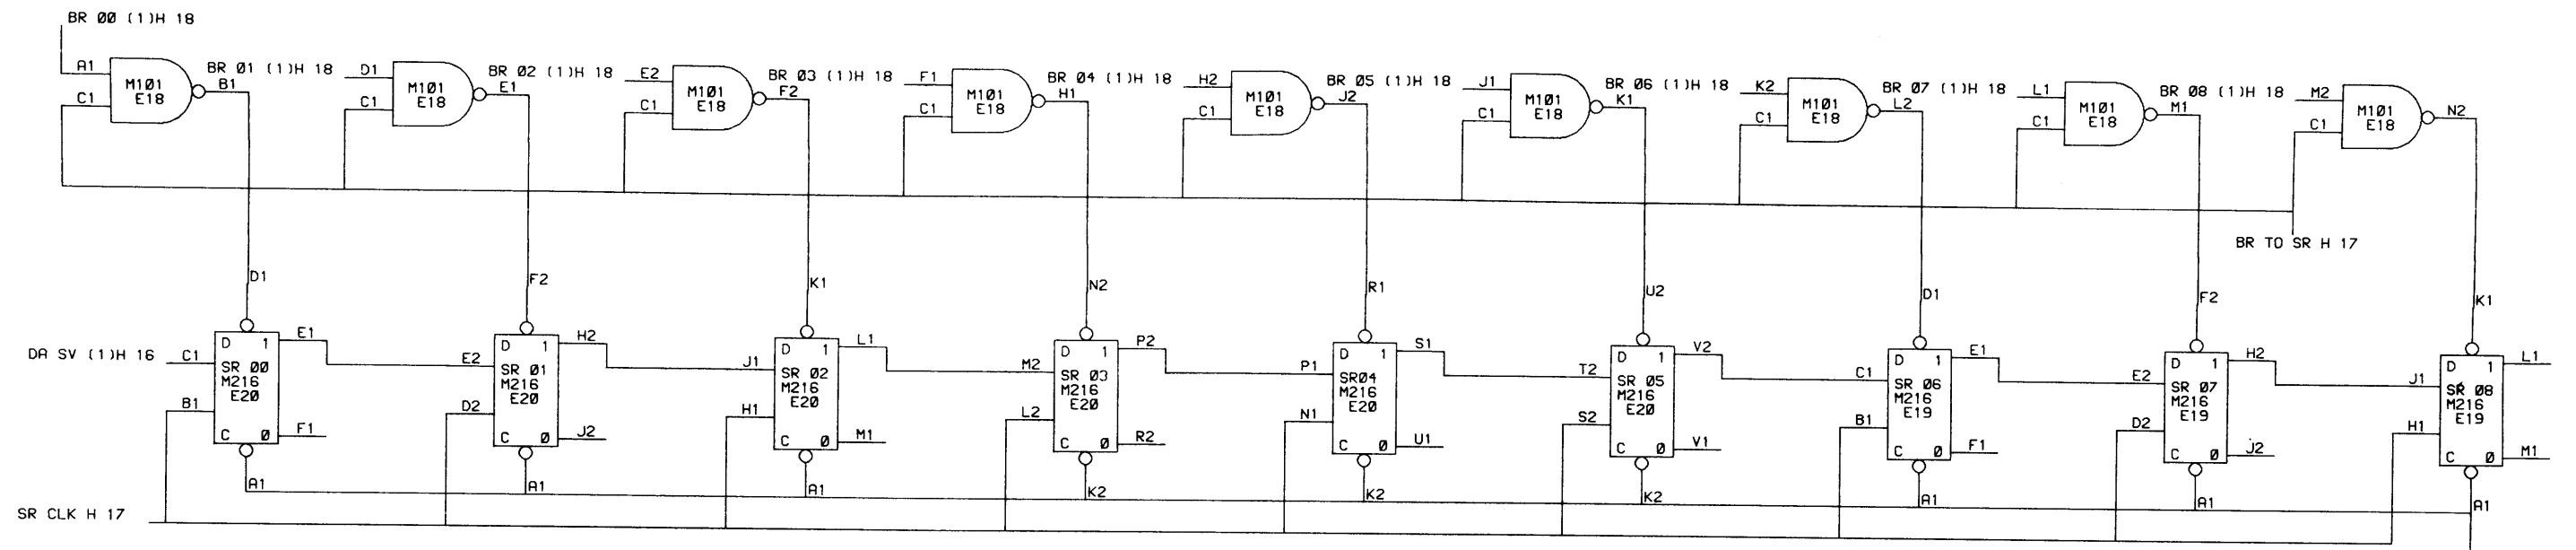 BR 00 (1)H 18
A1
C1
M101
E18
B1
BR 01 (1)H 18
D1
C1
M101
E18
E1
BR 02 (1)H 18
E2
C1
M101
E18
F2
BR 03 (1)H 18
F1
C1
M101
E18
H1
BR 04 (1)H 18
H2
C1
M101
E18
J2
BR 05 (1)H 18
J1
C1
M101
E18
K1
BR 06 (1)H 18
K2
C1
M101
E18
L2
BR 07 (1)H 18
L1
C1
M101
E18
M1
BR 08 (1)H 18
M2
C1
M101
E18
N2
BR TO SR H 17
D1
F2
K1
N2
R1
U2
D1
F2
K1
DA SV (1)H 16
C1
B1
D 1
SR 00
M216
E20
C 0
E1
F1
A1
E2
D2
D 1
SR 01
M216
E20
C 0
H2
J2
A1
J1
H1
D 1
SR 02
M216
E20
C 0
L1
M1
A1
M2
L2
D 1
SR 03
M216
E20
C 0
P2
R2
K2
P1
N1
D 1
SR04
M216
E20
C 0
S1
U1
K2
T2
S2
D 1
SR 05
M216
E20
C 0
V2
V1
K2
C1
B1
D 1
SR 06
M216
E19
C 0
E1
F1
A1
E2
D2
D 1
SR 07
M216
E19
C 0
H2
J2
A1
J1
H1
D 1
SR 08
M216
E19
C 0
L1
M1
A1
SR CLK H 17